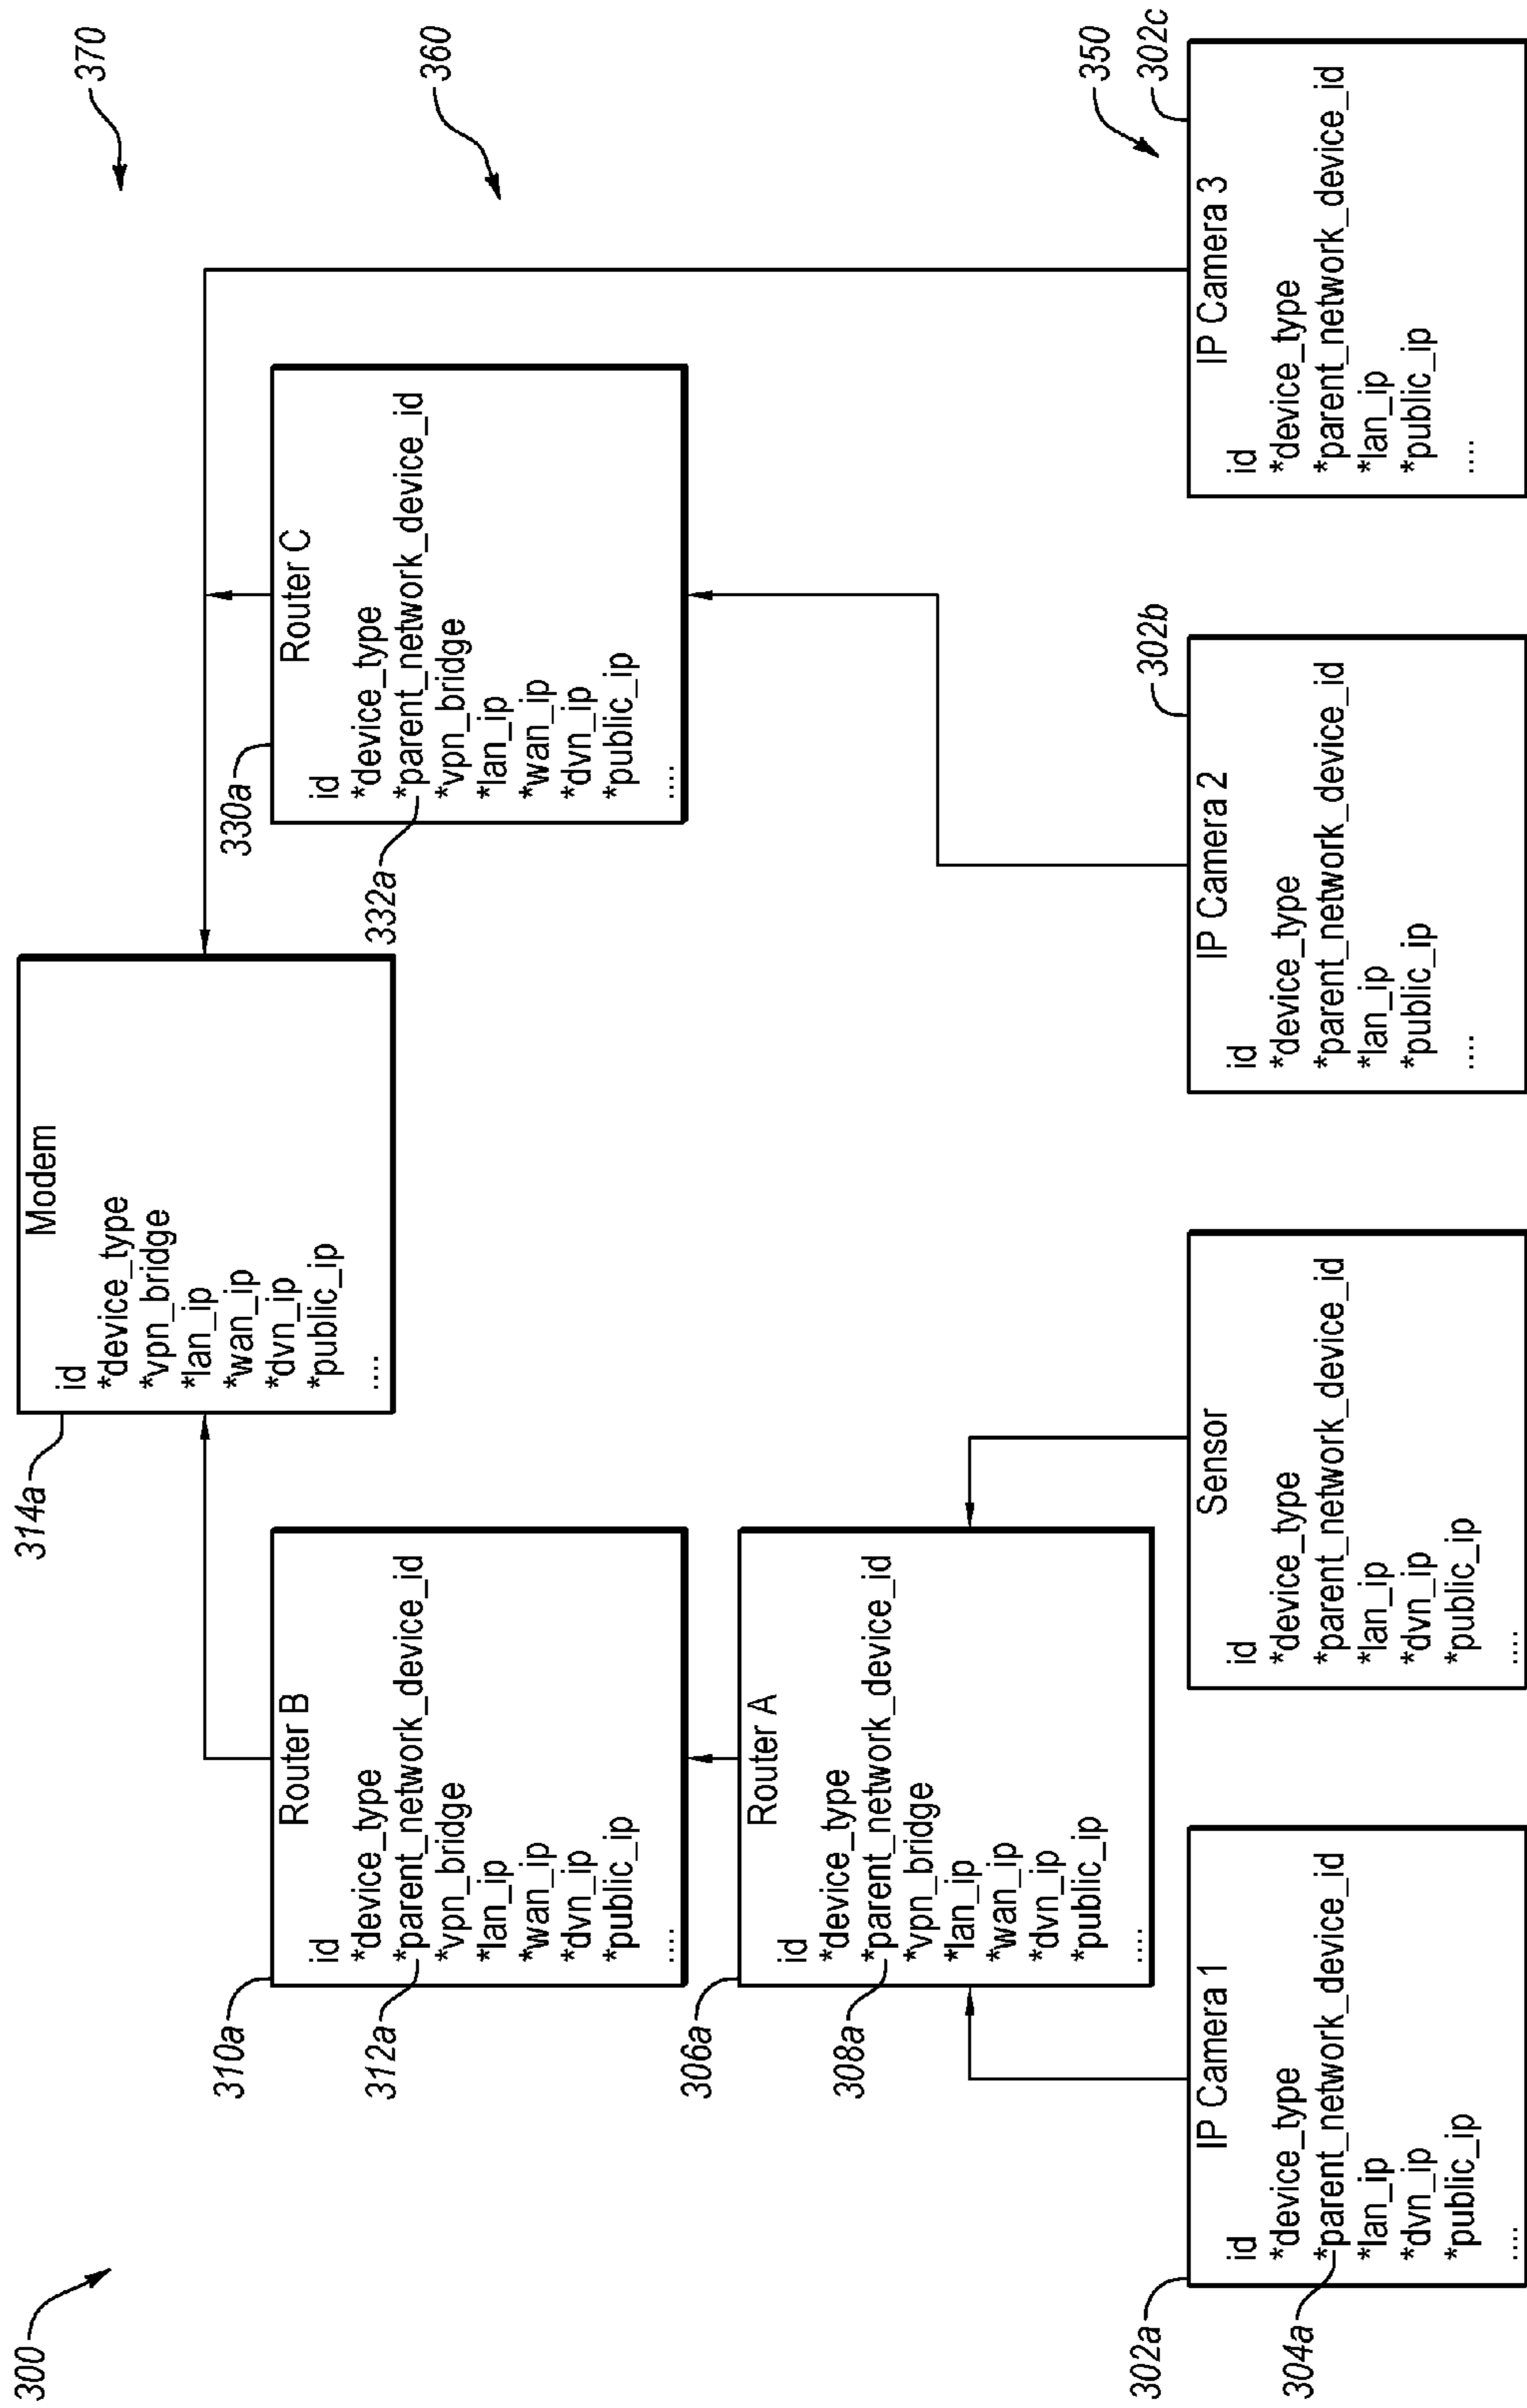 300
370
360
350
314a
Modem
id
*device_type
*vpn_bridge
*lan_ip
*wan_ip
*dvn_ip
*public_ip
....
310a
Router B
id
*device_type
312a
*parent_network_device_id
*vpn_bridge
*lan_ip
*wan_ip
*dvn_ip
*public_ip
....
330a
Router C
id
*device_type
332a
*parent_network_device_id
*vpn_bridge
*lan_ip
*wan_ip
*dvn_ip
*public_ip
....
306a
Router A
id
*device_type
308a
*parent_network_device_id
*vpn_bridge
*lan_ip
*wan_ip
*dvn_ip
*public_ip
....
302a
IP Camera 1
id
*device_type
304a
*parent_network_device_id
*lan_ip
*dvn_ip
*public_ip
....
Sensor
id
*device_type
*parent_network_device_id
*lan_ip
*dvn_ip
*public_ip
....
302b
IP Camera 2
id
*device_type
*parent_network_device_id
*lan_ip
*public_ip
....
302c
IP Camera 3
id
*device_type
*parent_network_device_id
*lan_ip
*public_ip
....